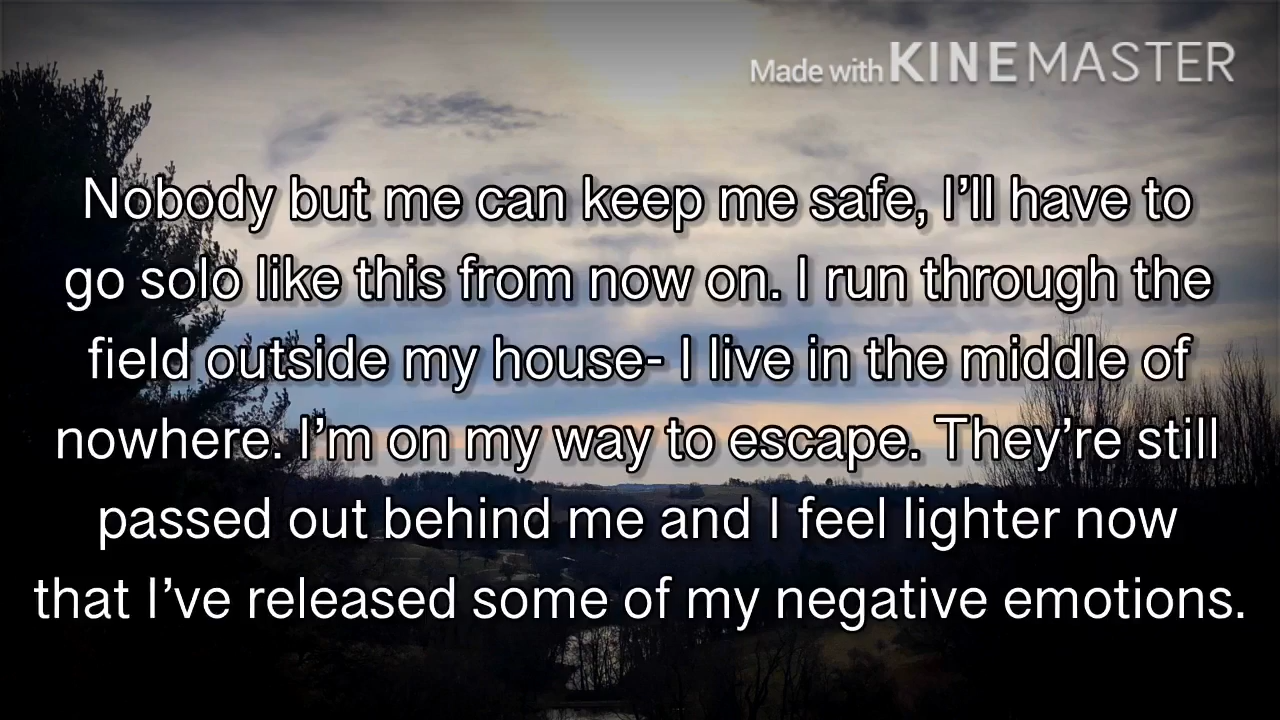 Made with KINEMASTER
Nobody but me can keep me safe, I’ll have to
go solo like this from now on. I run through the
field outside my house- I live in the middle of
nowhere. I’m on my way to escape. They’re still
passed out behind me and I feel lighter now
that I’ve released some of my negative emotions.